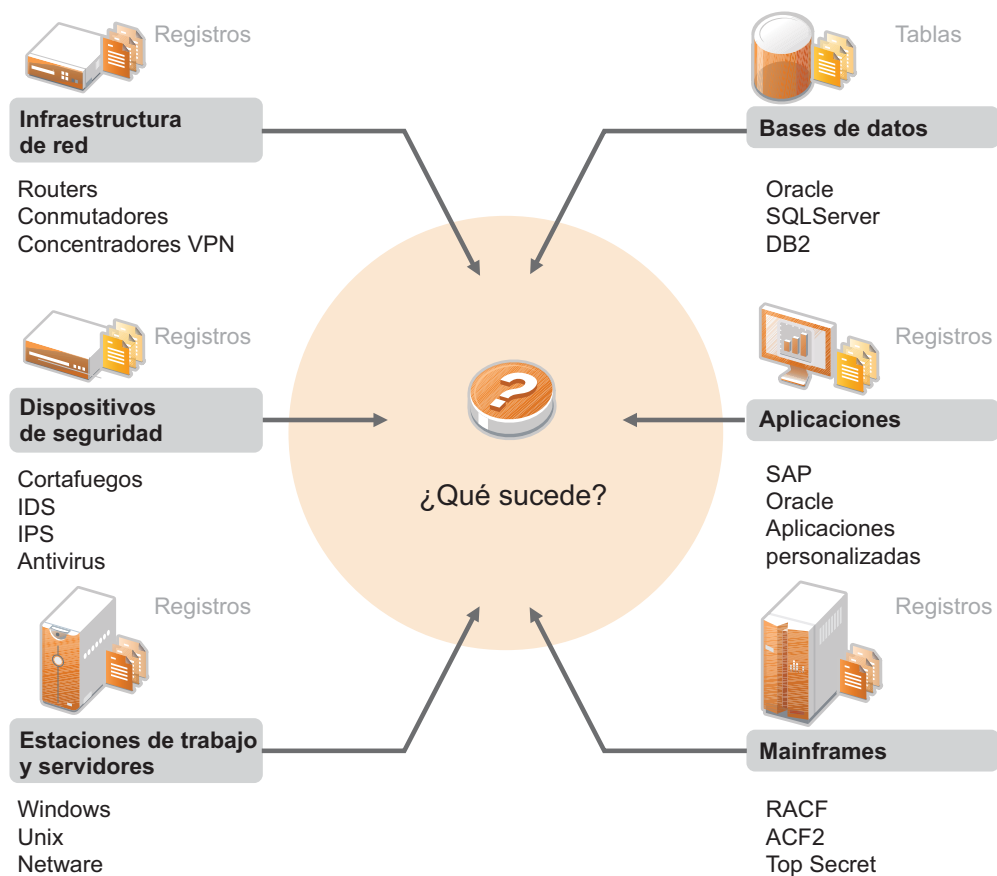 Registros
Infraestructura
de red
Routers
Conmutadores
Concentradores VPN
Tablas
Bases de datos
Oracle
SQLServer
DB2
Registros
Dispositivos
de seguridad
Cortafuegos
IDS
IPS
Antivirus
?
¿Qué sucede?
Registros
Aplicaciones
SAP
Oracle
Aplicaciones
personalizadas
Registros
Estaciones de trabajo
y servidores
Windows
Unix
Netware
Registros
Mainframes
RACF
ACF2
Top Secret